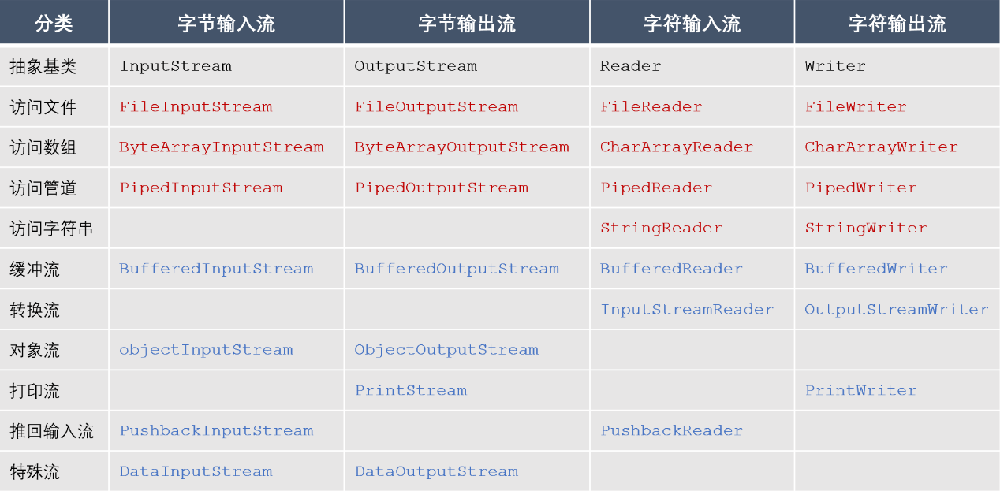 分类 字节输入流 字节输出流 字符输入流 字符输出流
抽象基类 InputStream OutputStream Reader Writer
访问文件 FileInputStream FileOutputStream FileReader FileWriter
访问数组 ByteArrayInputStream ByteArrayOutputStream CharArrayReader CharArrayWriter
访问管道 PipedInputStream PipedOutputStream PipedReader PipedWriter
访问字符串 StringReader StringWriter
缓冲流 BufferedInputStream BufferedOutputStream BufferedReader BufferedWriter
转换流 InputStreamReader OutputStreamWriter
对象流 objectInputStream ObjectOutputStream
打印流 PrintStream PrintWriter
推回输入流 PushbackInputStream PushbackReader
特殊流 DataInputStream DataOutputStream